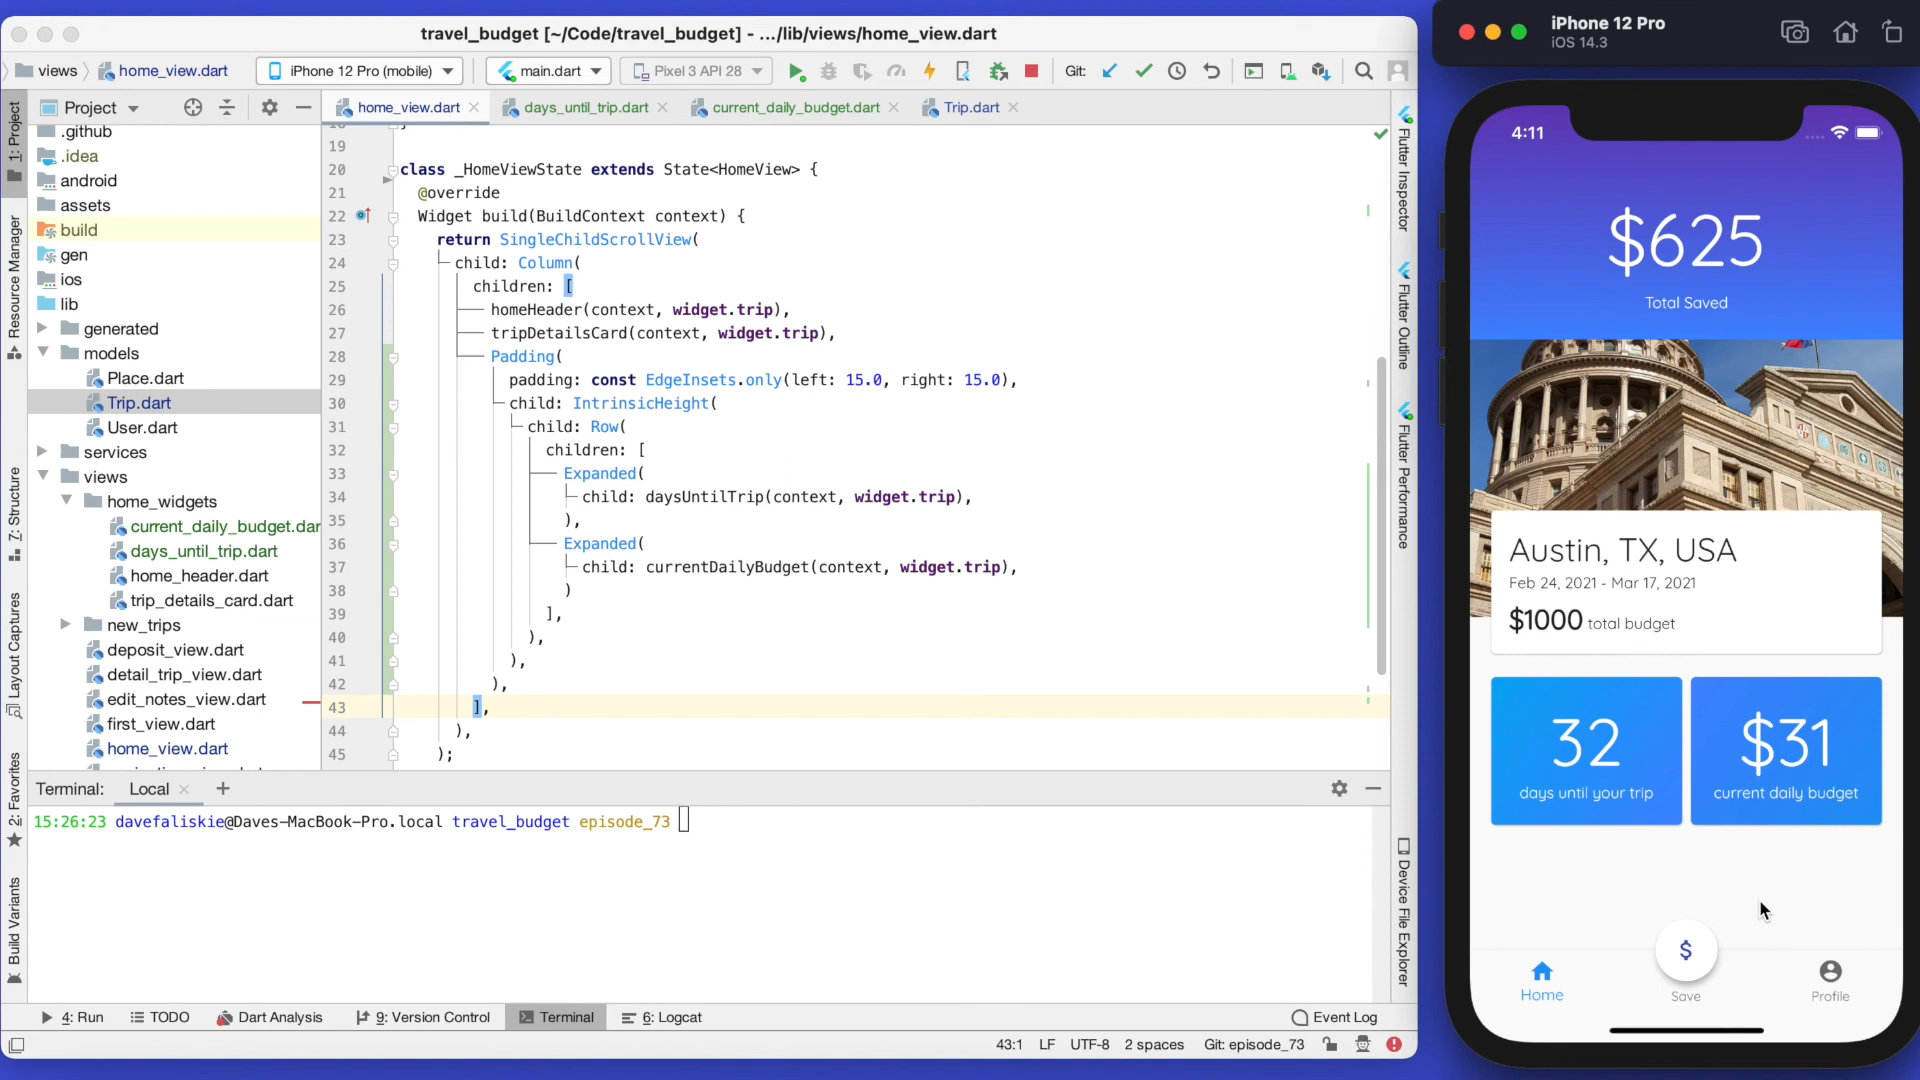 travel_budget [~/Code/travel_budget] - .../lib/views/home_view.dart
views
home_view.dart
iPhone 12 Pro (mobile)
main.dart
Pixel 3 API 28
Git:
Project
home_view.dart
days_until_trip.dart
current_daily_budget.dart
Trip.dart
1: Project
Resource Manager
7: Structure
Layout Captures
2: Favorites
Build Variants
.github
.idea
android
assets
build
gen
ios
lib
generated
models
Place.dart
Trip.dart
User.dart
services
views
home_widgets
current_daily_budget.dar
days_until_trip.dart
home_header.dart
trip_details_card.dart
new_trips
deposit_view.dart
detail_trip_view.dart
edit_notes_view.dart
first_view.dart
home_view.dart
19
20 class _HomeViewState extends State<HomeView> {
21 @override
22 Widget build(BuildContext context) {
23 return SingleChildScrollView(
24 child: Column(
25 children: [
26 homeHeader(context, widget.trip),
27 tripDetailsCard(context, widget.trip),
28 Padding(
29 padding: const EdgeInsets.only(left: 15.0, right: 15.0),
30 child: IntrinsicHeight(
31 child: Row(
32 children: [
33 Expanded(
34 child: daysUntilTrip(context, widget.trip),
35 ),
36 Expanded(
37 child: currentDailyBudget(context, widget.trip),
38 )
39 ],
40 ),
41 ),
42 ),
43 ],
44 ),
45 );
Flutter Inspector
Flutter Outline
Flutter Performance
Device File Explorer
Terminal:
Local
15:26:23 davefaliskie@Daves-MacBook-Pro.local travel_budget episode_73
4: Run
TODO
Dart Analysis
9: Version Control
Terminal
6: Logcat
Event Log
43:1
LF
UTF-8
2 spaces
Git: episode_73
iPhone 12 Pro
iOS 14.3
4:11
$625
Total Saved
Austin, TX, USA
Feb 24, 2021 - Mar 17, 2021
$1000 total budget
32
days until your trip
$31
current daily budget
$
Home
Save
Profile